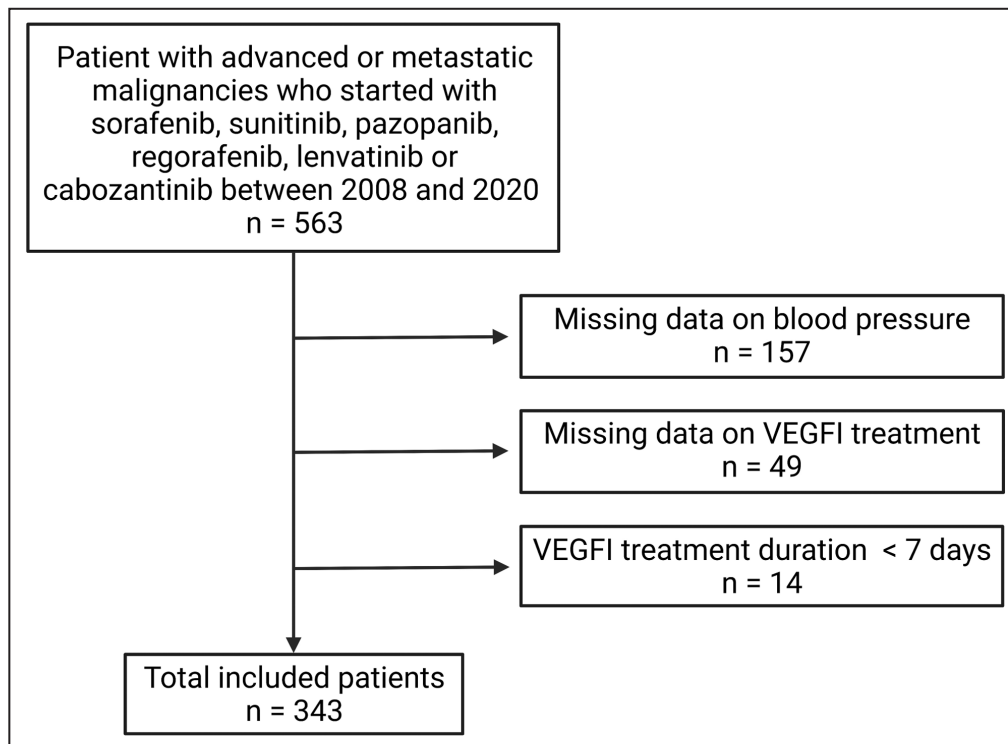 Patient with advanced or metastatic
malignancies who started with
sorafenib, sunitinib, pazopanib,
regorafenib, lenvatinib or
cabozantinib between 2008 and 2020
n = 563
Missing data on blood pressure
n = 157
Missing data on VEGFI treatment
n = 49
VEGFI treatment duration < 7 days
n = 14
Total included patients
n = 343